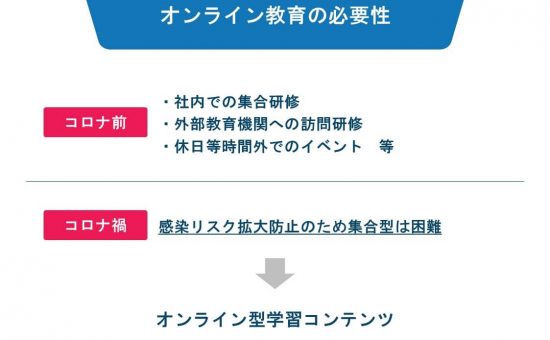 オンライン教育の必要性
・社内での集合研修
コロナ前
・外部教育機関への訪問研修
・休日等時間外でのイベント　等
コロナ禍
感染リスク拡大防止のため集合型は困難
オンライン型学習コンテンツ